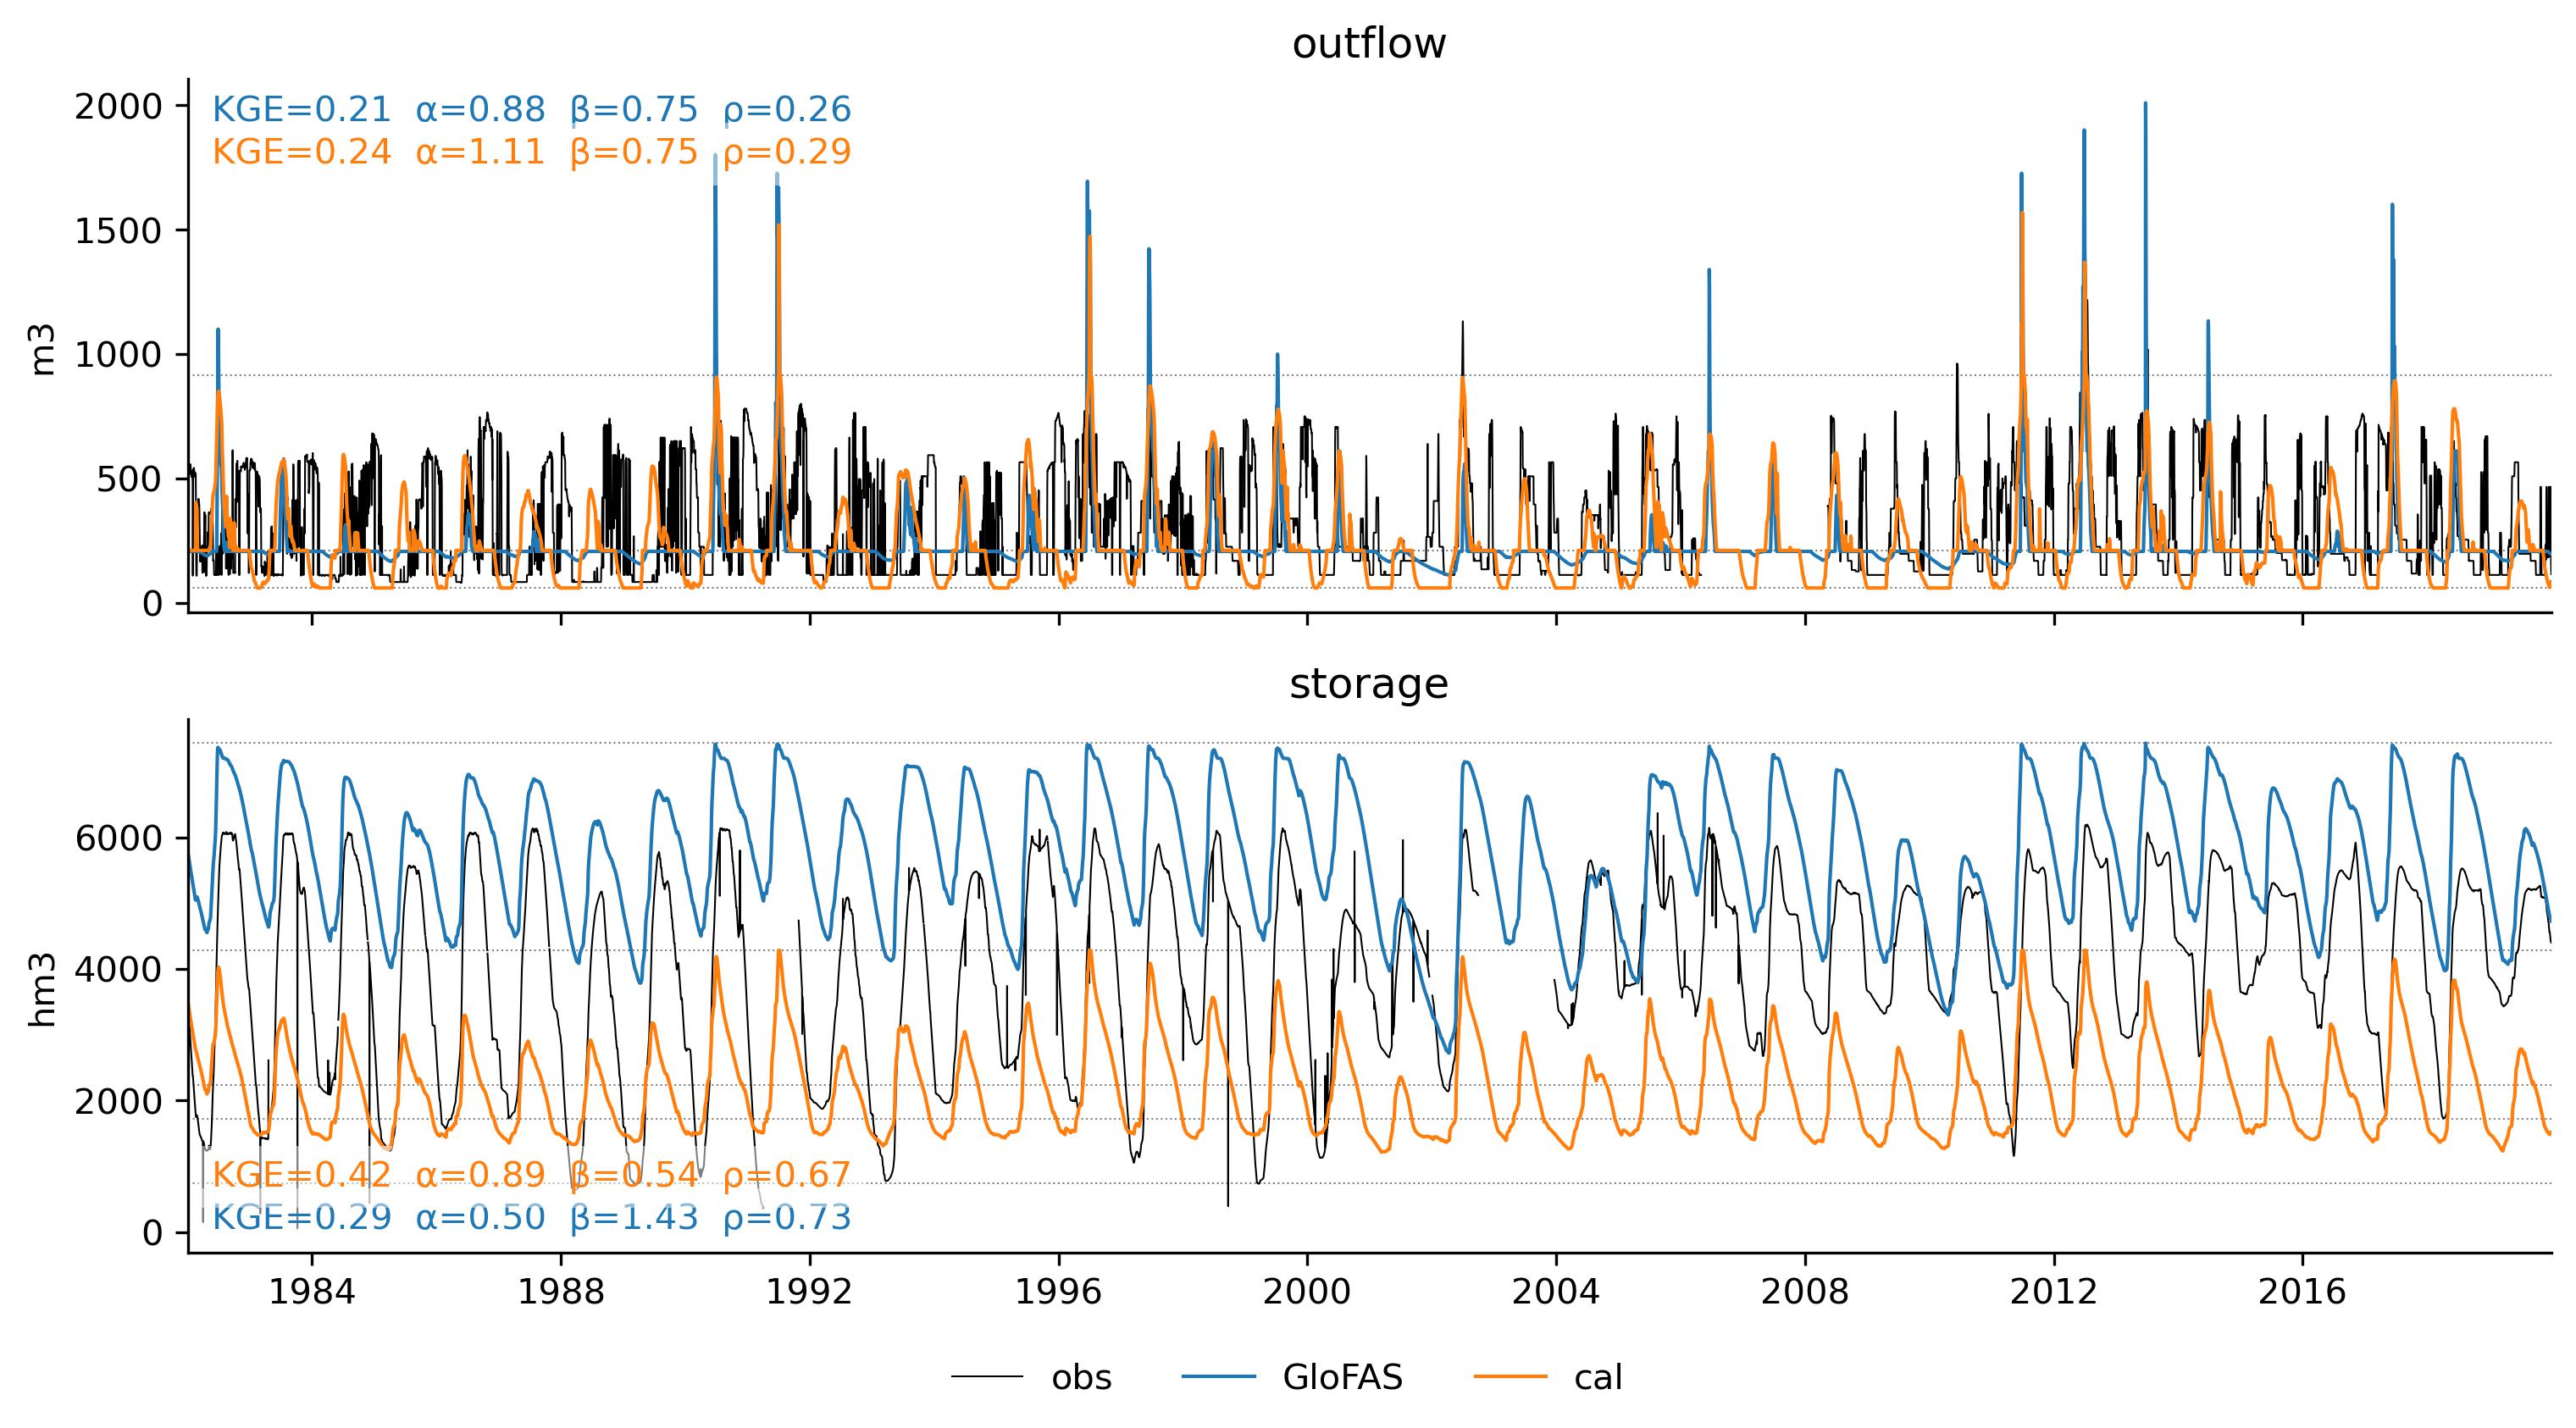 outflow
KGE=0.21 α=0.88 β=0.75 ρ=0.26
KGE=0.24 α=1.11 β=0.75 ρ=0.29
2000
1500
1000
500
0
m3
storage
6000
4000
2000
0
hm3
KGE=0.42 α=0.89 β=0.54 ρ=0.67
KGE=0.29 α=0.50 β=1.43 ρ=0.73
1984 1988 1992 1996 2000 2004 2008 2012 2016
obs GloFAS cal